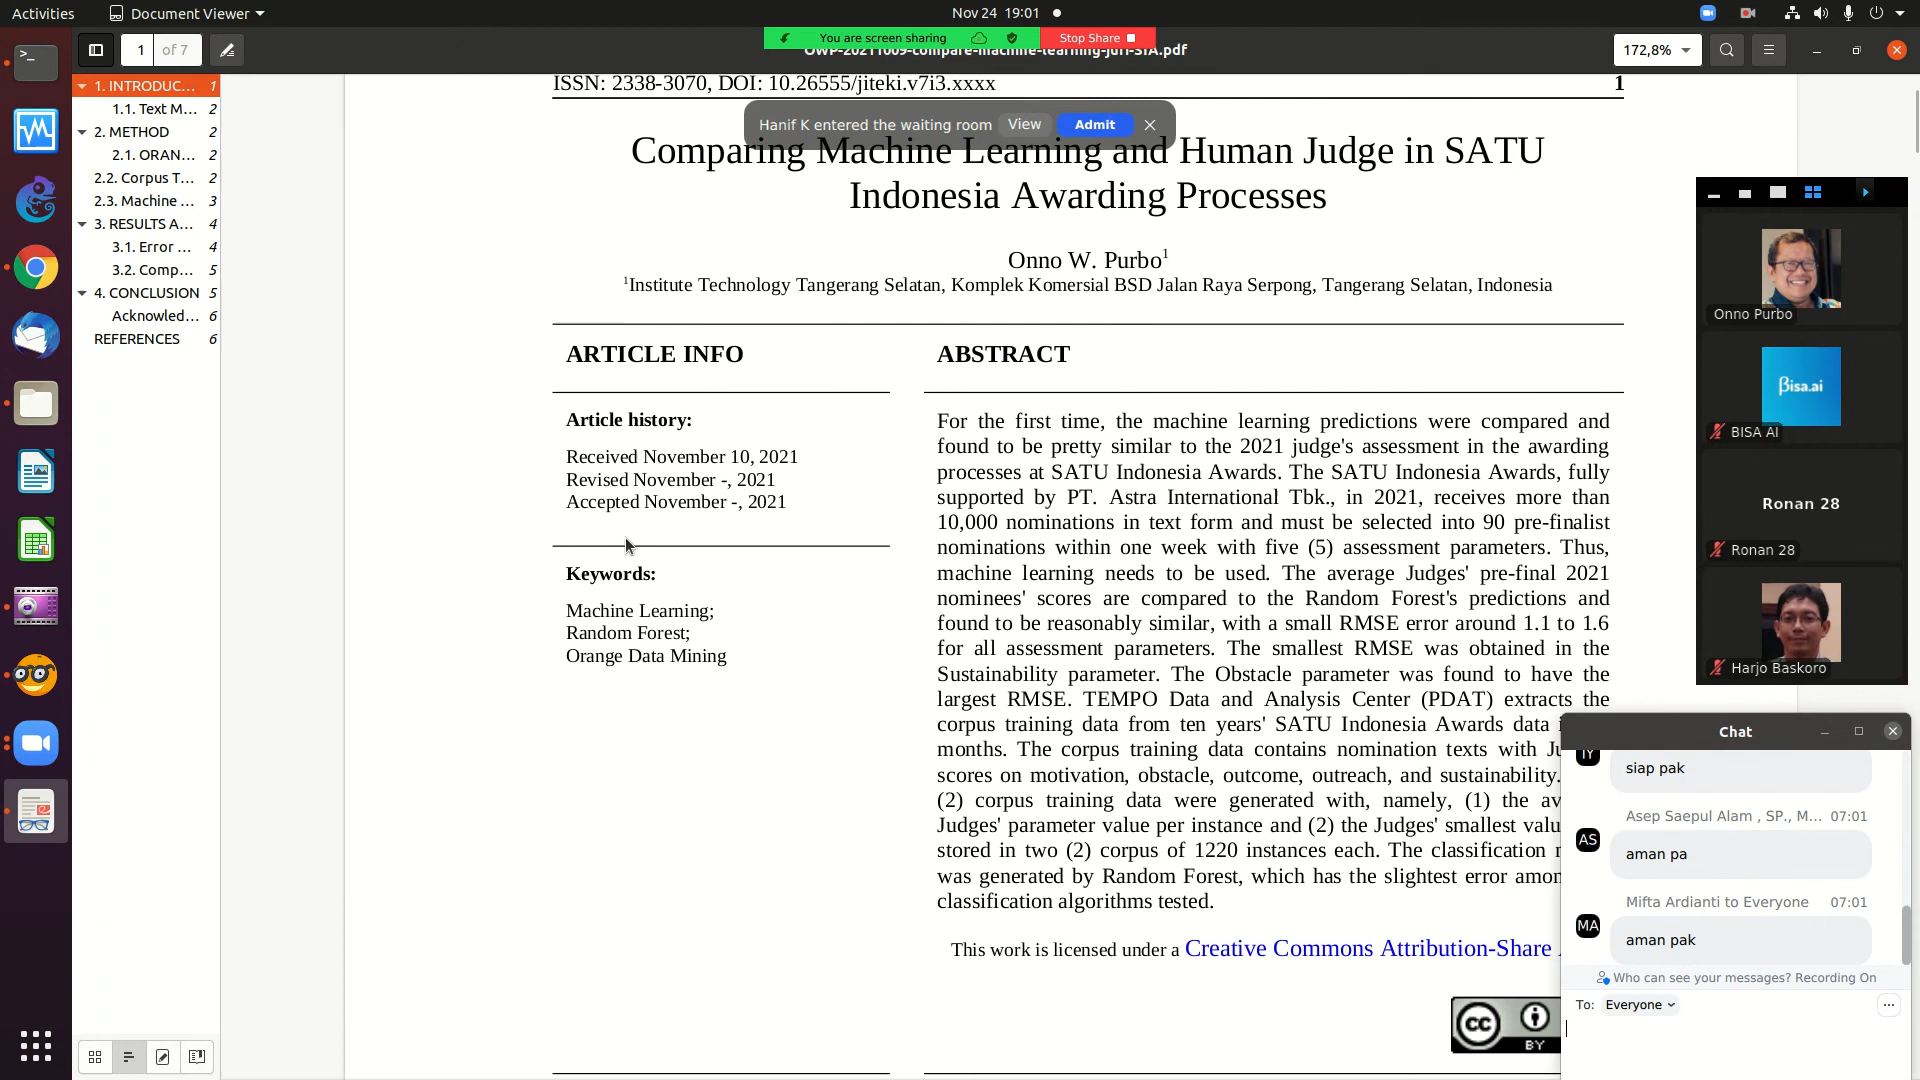 Activities
Document Viewer
Nov 24 19:01
1 of 7
You are screen sharing
Stop Share
OWP-20211009-compare-machine-learning-juri-SIA.pdf
172,8%
1. INTRODUC... 1
1.1. Text M... 2
2. METHOD 2
2.1. ORAN... 2
2.2. Corpus T... 2
2.3. Machine ... 3
3. RESULTS A... 4
3.1. Error ... 4
3.2. Comp... 5
4. CONCLUSION 5
Acknowled... 6
REFERENCES 6
ISSN: 2338-3070, DOI: 10.26555/jiteki.v7i3.xxxx 1
Hanif K entered the waiting room View Admit
Comparing Machine Learning and Human Judge in SATU
Indonesia Awarding Processes
Onno W. Purbo1
1Institute Technology Tangerang Selatan, Komplek Komersial BSD Jalan Raya Serpong, Tangerang Selatan, Indonesia
ARTICLE INFO
Article history:
Received November 10, 2021
Revised November -, 2021
Accepted November -, 2021
Keywords:
Machine Learning;
Random Forest;
Orange Data Mining
ABSTRACT
For the first time, the machine learning predictions were compared and
found to be pretty similar to the 2021 judge's assessment in the awarding
processes at SATU Indonesia Awards. The SATU Indonesia Awards, fully
supported by PT. Astra International Tbk., in 2021, receives more than
10,000 nominations in text form and must be selected into 90 pre-finalist
nominations within one week with five (5) assessment parameters. Thus,
machine learning needs to be used. The average Judges' pre-final 2021
nominees' scores are compared to the Random Forest's predictions and
found to be reasonably similar, with a small RMSE error around 1.1 to 1.6
for all assessment parameters. The smallest RMSE was obtained in the
Sustainability parameter. The Obstacle parameter was found to have the
largest RMSE. TEMPO Data and Analysis Center (PDAT) extracts the
corpus training data from ten years' SATU Indonesia Awards data
months. The corpus training data contains nomination texts with
scores on motivation, obstacle, outcome, outreach, and sustainability.
(2) corpus training data were generated with, namely, (1) the
Judges' parameter value per instance and (2) the Judges' smallest
stored in two (2) corpus of 1220 instances each. The classification
was generated by Random Forest, which has the slightest error
classification algorithms tested.
This work is licensed under a Creative Commons Attribution-Share
cc
BY
Onno Purbo
Bisa.ai
BISA AI
Ronan 28
Ronan 28
Harjo Baskoro
Chat
siap pak
Asep Saepul Alam , SP., M... 07:01
AS
aman pa
Mifta Ardianti to Everyone 07:01
MA
aman pak
Who can see your messages? Recording On
To: Everyone